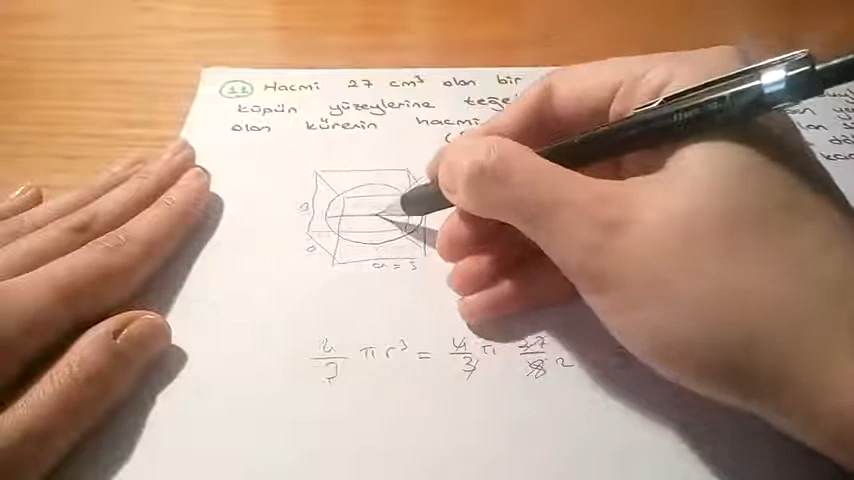 11 Hacmi 27 cm³ olan bir
küpün yüzeylerine teğet
olan kürenin hacmi
a
a
a = 3
4/3 π r³ = 4/3 π 27/8 2